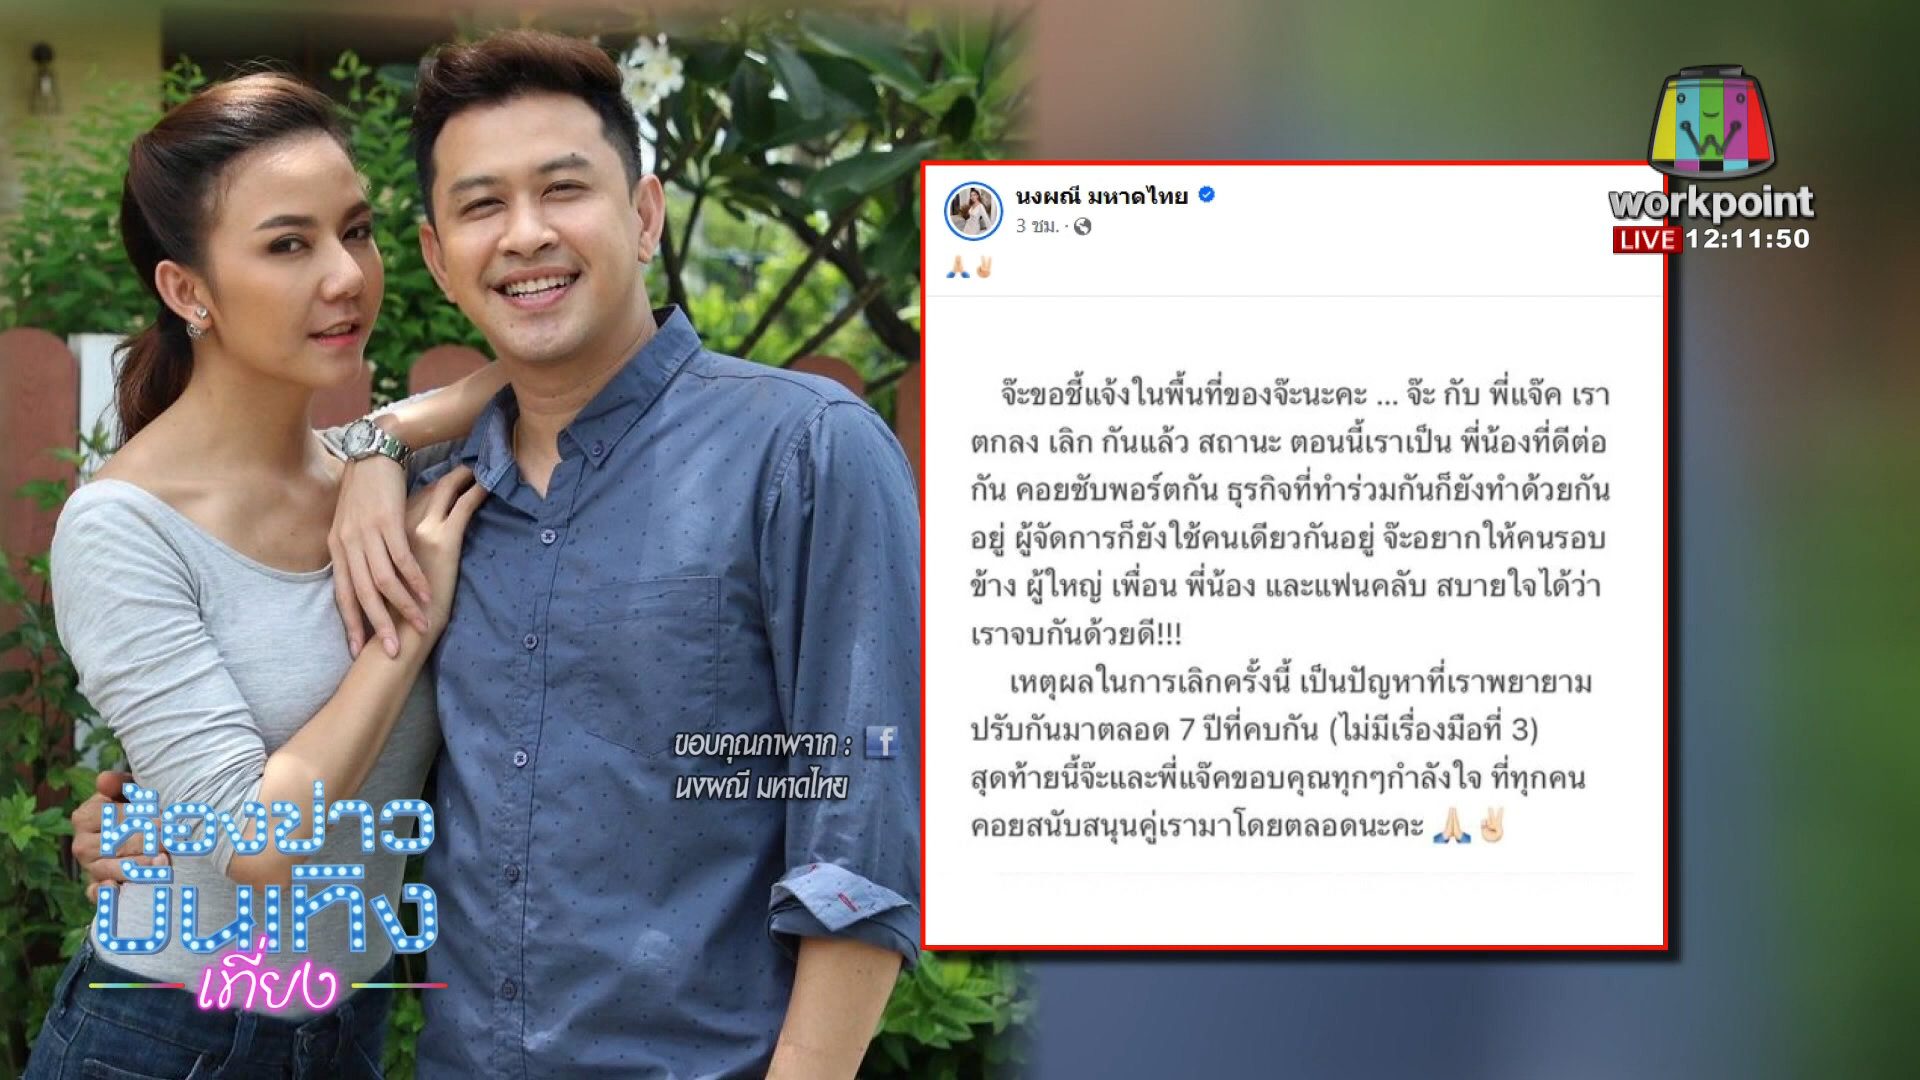 workpoint
LIVE 12:11:50
นงผณี มหาดไทย
3 ชม. ·
🙏🏻✌🏻
จ๊ะขอชี้แจ้งในพื้นที่ของจ๊ะนะคะ ... จ๊ะ กับ พี่แจ๊ค เรา
ตกลง เลิก กันแล้ว สถานะ ตอนนี้เราเป็น พี่น้องที่ดีต่อ
กัน คอยซับพอร์ตกัน ธุรกิจที่ทำร่วมกันก็ยังทำด้วยกัน
อยู่ ผู้จัดการก็ยังใช้คนเดียวกันอยู่ จ๊ะอยากให้คนรอบ
ข้าง ผู้ใหญ่ เพื่อน พี่น้อง และแฟนคลับ สบายใจได้ว่า
เราจบกันด้วยดี!!!
เหตุผลในการเลิกครั้งนี้ เป็นปัญหาที่เราพยายาม
ปรับกันมาตลอด 7 ปีที่คบกัน (ไม่มีเรื่องมือที่ 3)
สุดท้ายนี้จ๊ะและพี่แจ๊คขอบคุณทุกๆกำลังใจ ที่ทุกคน
คอยสนับสนุนคู่เรามาโดยตลอดนะคะ 🙏🏻✌🏻
ขอบคุณภาพจาก : f
นงผณี มหาดไทย
ห้องข่าว
บันเทิง
เที่ยง